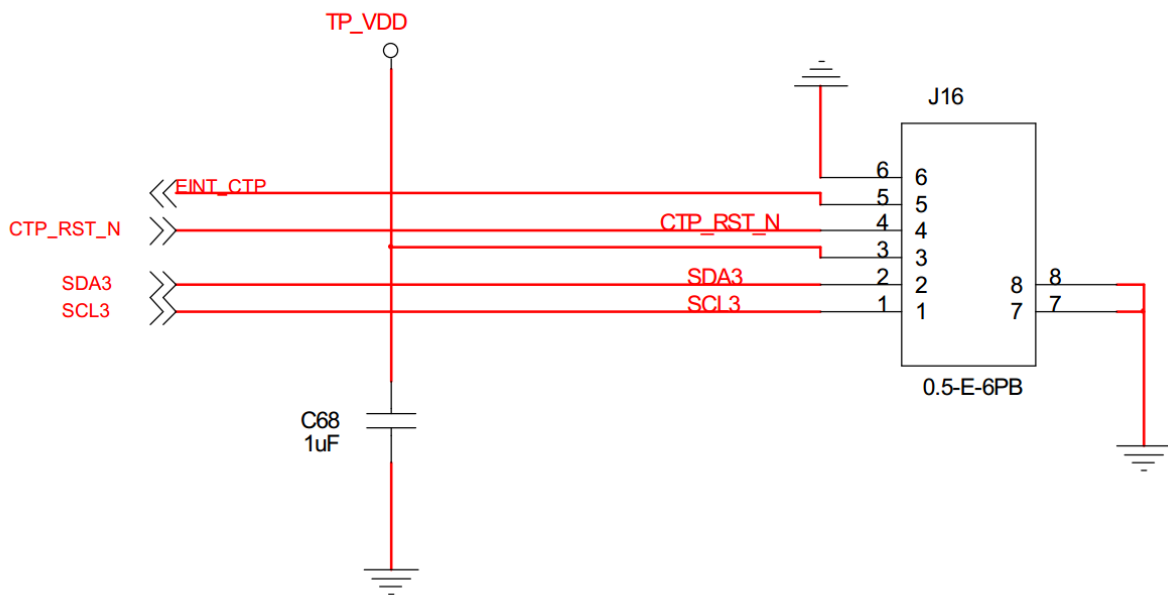 TP_VDD
J16
6 6
EINT_CTP
5 5
CTP_RST_N
CTP_RST_N
4 4
3 3
SDA3
SDA3
2 2
8 8
SCL3
SCL3
1 1
7 7
0.5-E-6PB
C68
1uF